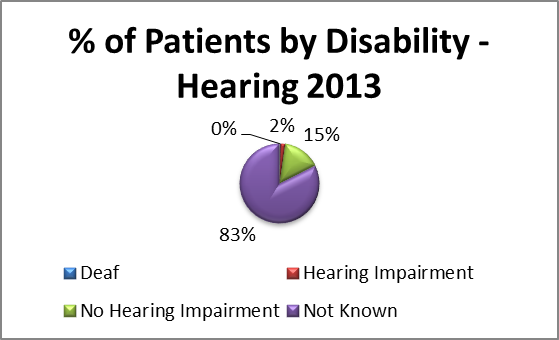 % of Patients by Disability -
Hearing 2013
0%
2%
15%
83%
Deaf
Hearing Impairment
No Hearing Impairment
Not Known